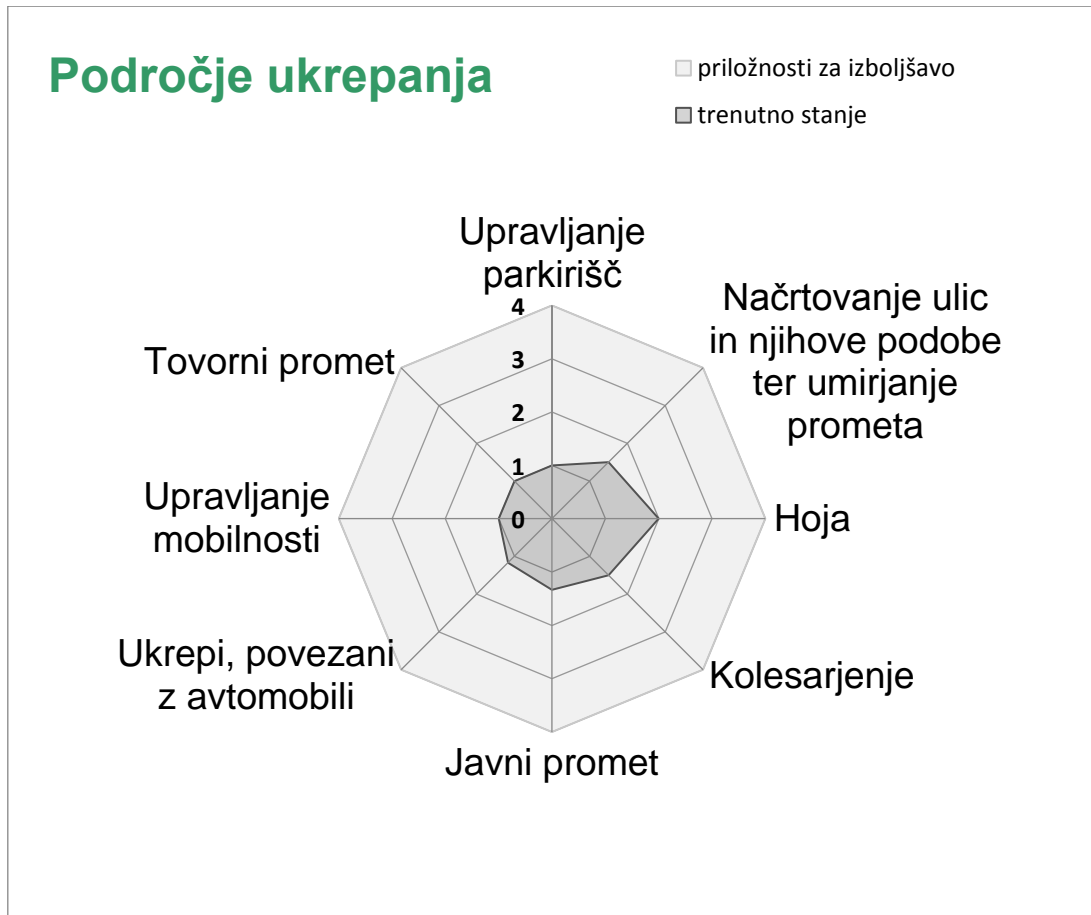 Področje ukrepanja
priložnosti za izboljšavo
trenutno stanje
Upravljanje
parkirišč
Načrtovanje ulic
in njihove podobe
ter umirjanje
prometa
Hoja
Kolesarjenje
Javni promet
Ukrepi, povezani
z avtomobili
Upravljanje
mobilnosti
Tovorni promet
4
3
2
1
0